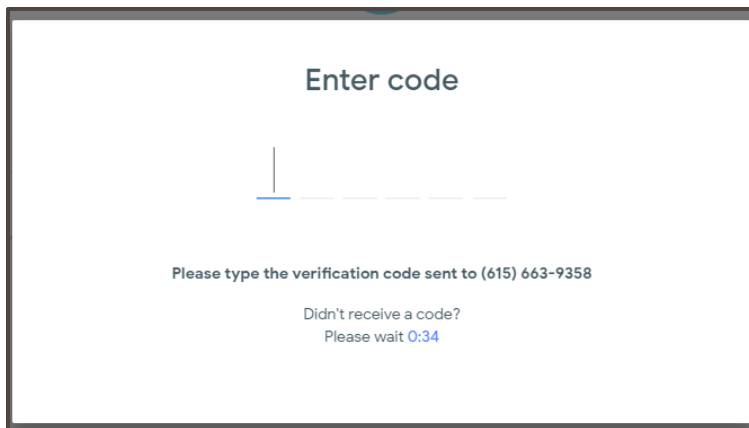 Enter code
Please type the verification code sent to (615) 663-9358
Didn't receive a code?
Please wait 0:34